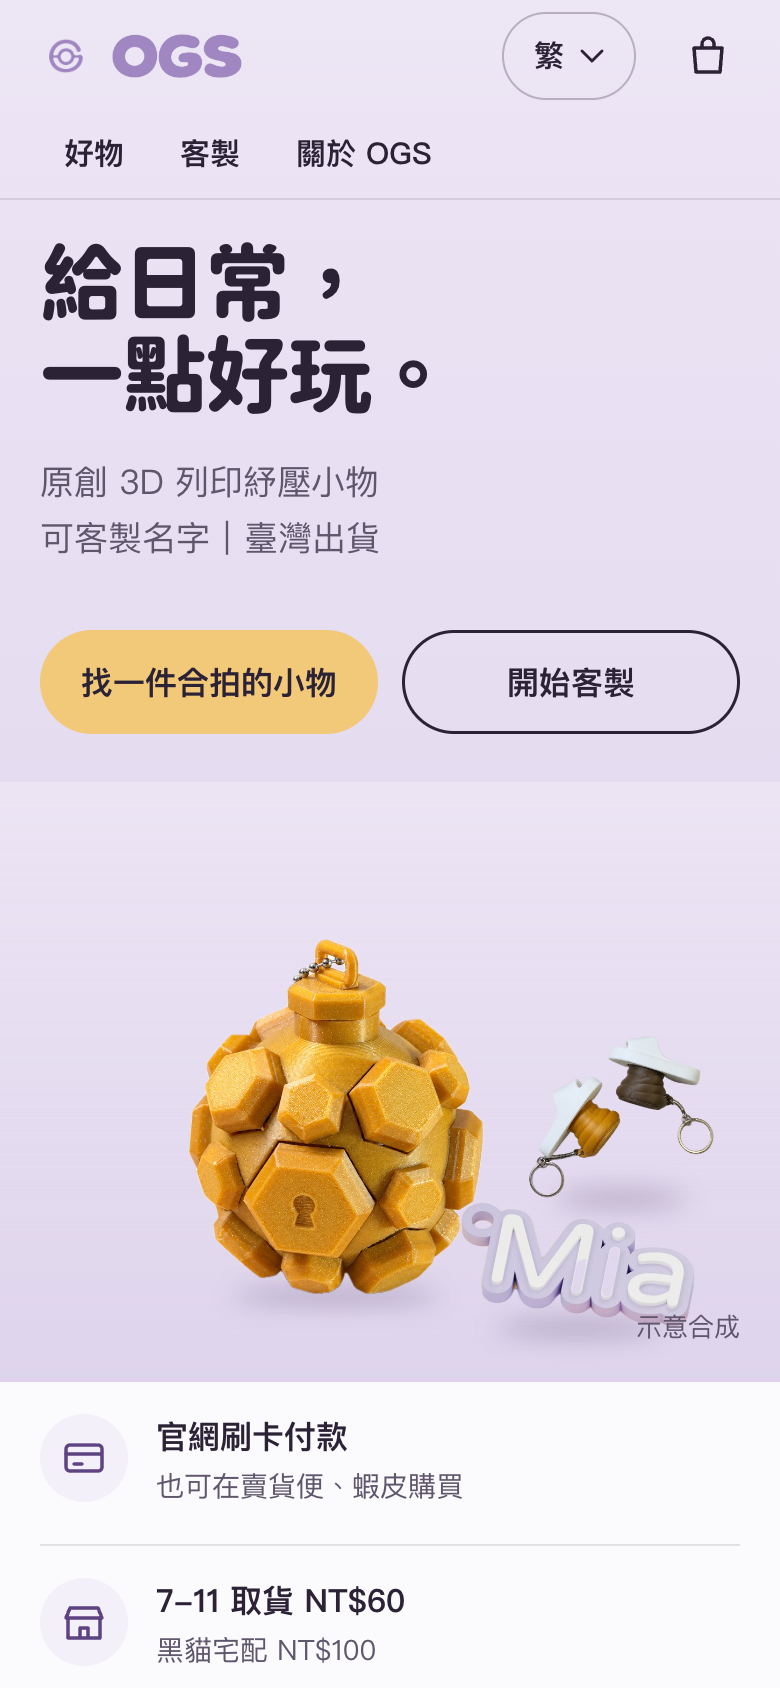 OGS
繁
好物
客製
關於 OGS
給日常，
一點好玩。
原創 3D 列印紓壓小物
可客製名字｜臺灣出貨
找一件合拍的小物
開始客製
Mia
示意合成
官網刷卡付款
也可在賣貨便、蝦皮購買
7–11 取貨 NT$60
黑貓宅配 NT$100